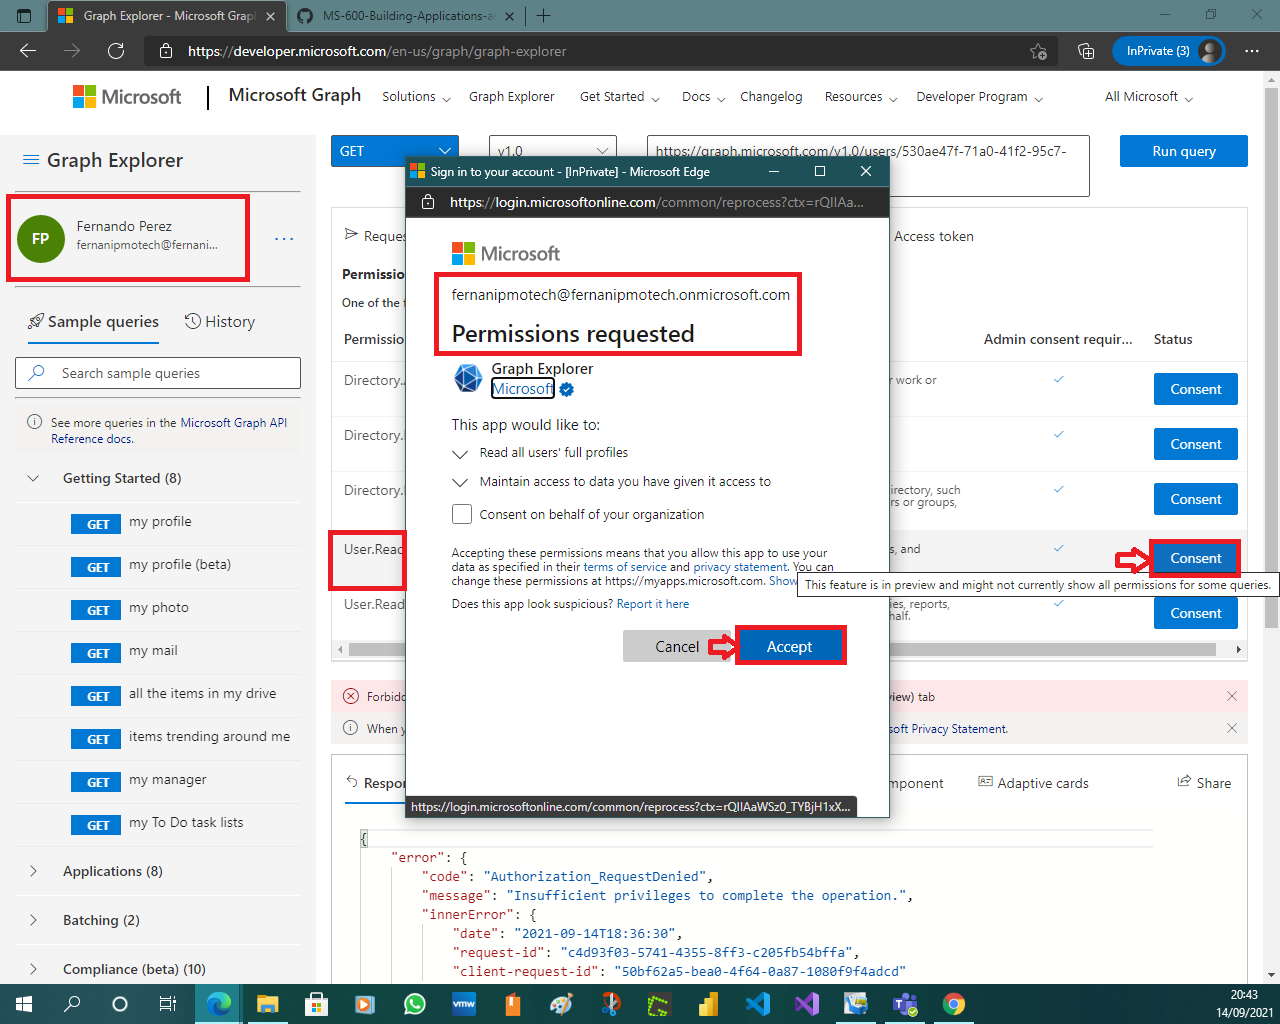 Graph Explorer - Microsoft Graph
MS-600-Building-Applications-a
https://developer.microsoft.com/en-us/graph/graph-explorer
InPrivate (3)
Microsoft
Microsoft Graph
Solutions
Graph Explorer
Get Started
Docs
Changelog
Resources
Developer Program
All Microsoft
Graph Explorer
GET
v1.0
https://graph.microsoft.com/v1.0/users/530ae47f-71a0-41f2-95c7-
Run query
FP
Fernando Perez
fernanipmotech@fernani...
Sample queries
History
Search sample queries
See more queries in the Microsoft Graph API
Reference docs.
Getting Started (8)
GET my profile
GET my profile (beta)
GET my photo
GET my mail
GET all the items in my drive
GET items trending around me
GET my manager
GET my To Do task lists
Applications (8)
Batching (2)
Compliance (beta) (10)
Reques
Access token
Permissio
One of the f
Permissio
Admin consent requir...
Status
Directory.
r work or
Consent
Directory.
Consent
Directory.
irectory, such
rs or groups,
Consent
User.Read
s, and
Consent
User.Read
ies, reports,
half.
Consent
This feature is in preview and might not currently show all permissions for some queries.
Sign in to your account - [InPrivate] - Microsoft Edge
https://login.microsoftonline.com/common/reprocess?ctx=rQIIAa...
Microsoft
fernanipmotech@fernanipmotech.onmicrosoft.com
Permissions requested
Graph Explorer
Microsoft
This app would like to:
Read all users' full profiles
Maintain access to data you have given it access to
Consent on behalf of your organization
Accepting these permissions means that you allow this app to use your
data as specified in their terms of service and privacy statement. You can
change these permissions at https://myapps.microsoft.com. Show
Does this app look suspicious? Report it here
Cancel
Accept
https://login.microsoftonline.com/common/reprocess?ctx=rQIIAaWSz0_TYBjH1xX...
Forbidd
iew) tab
When y
soft Privacy Statement.
Respon
mponent
Adaptive cards
Share
{
"error": {
"code": "Authorization_RequestDenied",
"message": "Insufficient privileges to complete the operation.",
"innerError": {
"date": "2021-09-14T18:36:30",
"request-id": "c4d93f03-5741-4355-8ff3-c205fb54bffa",
"client-request-id": "50bf62a5-bea0-4f64-0a87-1080f9f4adcd"
vmw
20:43
14/09/2021